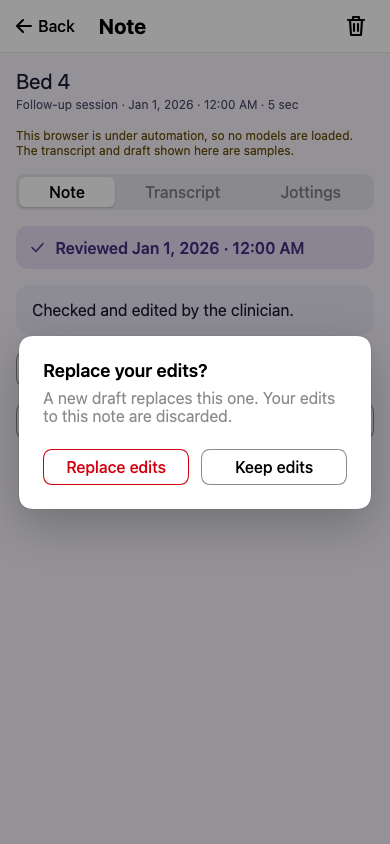 Back
Note
Bed 4
Follow-up session · Jan 1, 2026 · 12:00 AM · 5 sec
This browser is under automation, so no models are loaded.
The transcript and draft shown here are samples.
Note
Transcript
Jottings
Reviewed Jan 1, 2026 · 12:00 AM
Checked and edited by the clinician.
Replace your edits?
A new draft replaces this one. Your edits
to this note are discarded.
Replace edits
Keep edits